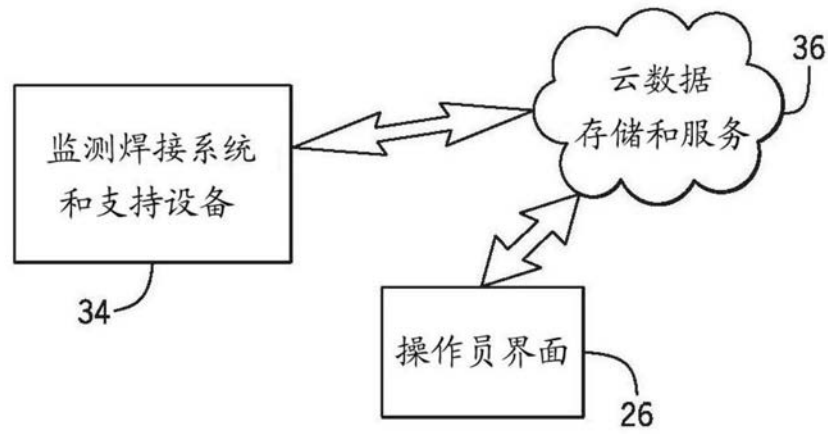 36
云数据
存储和服务
监测焊接系统
和支持设备
34
操作员界面
26